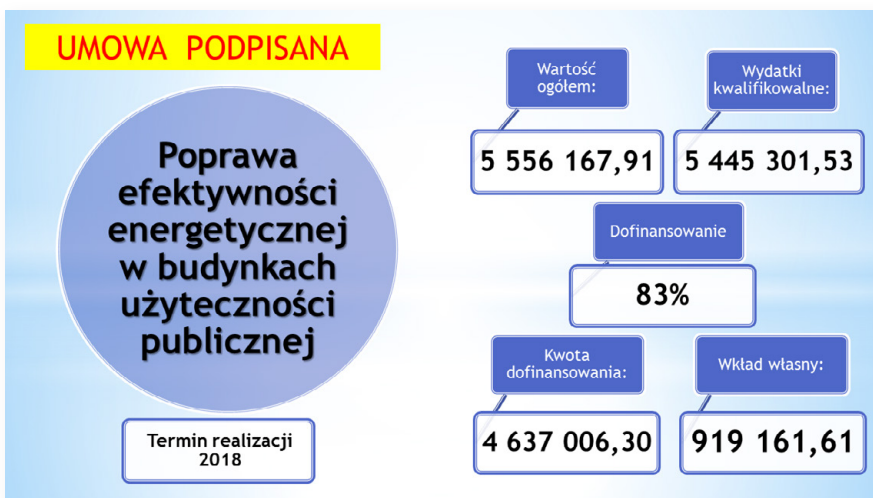 UMOWA PODPISANA
Poprawa
efektywności
energetycznej
w budynkach
użyteczności
publicznej
Termin realizacji
2018
Wartość
ogółem:
5 556 167,91
Wydatki
kwalifikowalne:
5 445 301,53
Dofinansowanie
83%
Kwota
dofinansowania:
4 637 006,30
Wkład własny:
919 161,61